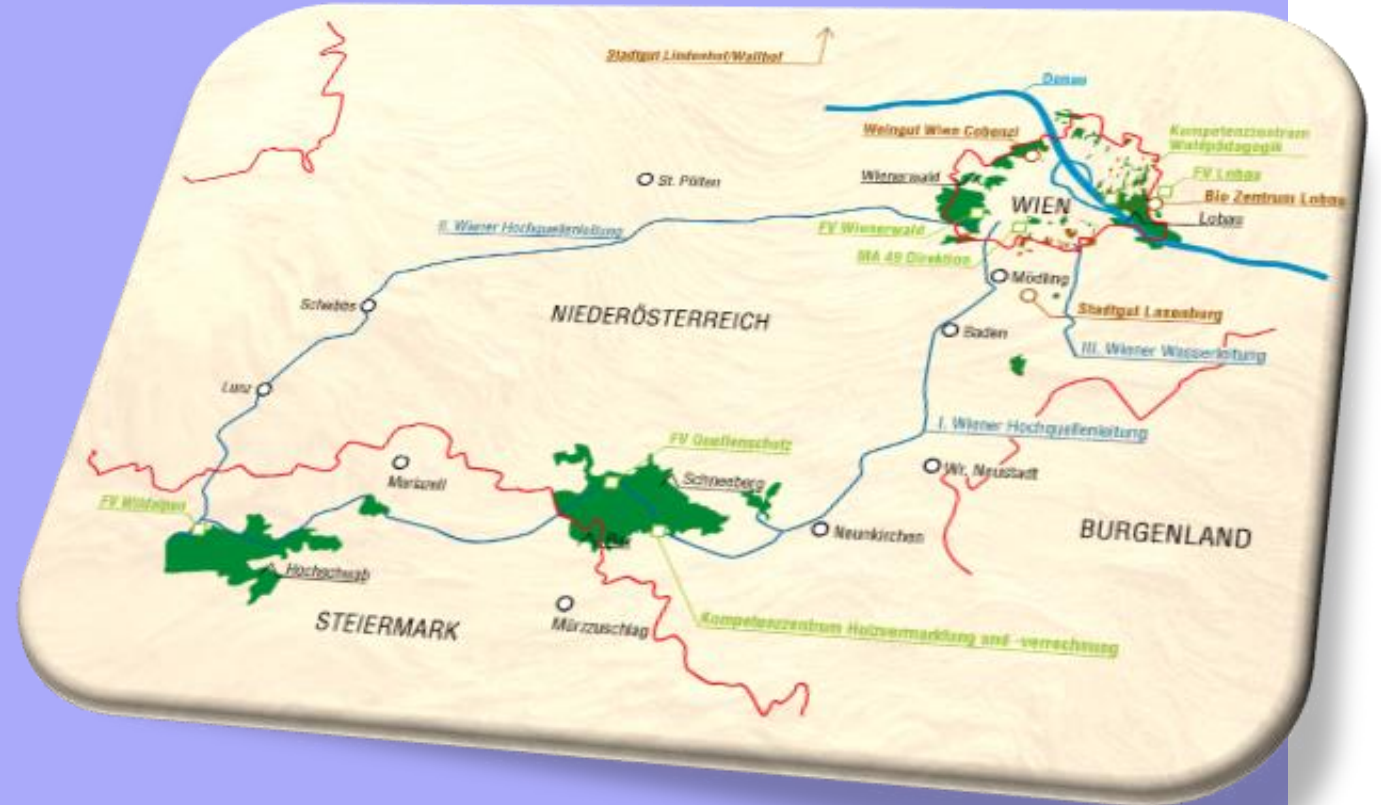 Stadtgut Lindenhof/Wallhof
Donau
Weingut Wien Cobenzl
Kompetenzzentrum
Waldpädagogik
Wienerwald
FV Lobau
Bio Zentrum Lobau
St. Pölten
WIEN
Lobau
II. Wiener Hochquellenleitung
FV Wienerwald
MA 49 Direktion
Mödling
Scheibbs
NIEDERÖSTERREICH
Stadtgut Laxenburg
Baden
III. Wiener Wasserleitung
Lunz
I. Wiener Hochquellenleitung
FV Quellenschutz
Mariazell
Schneeberg
Wr. Neustadt
FV Wildalpen
Neunkirchen
BURGENLAND
Hochschwab
STEIERMARK
Mürzzuschlag
Kompetenzzentrum Holzvermarktung und -verrechnung